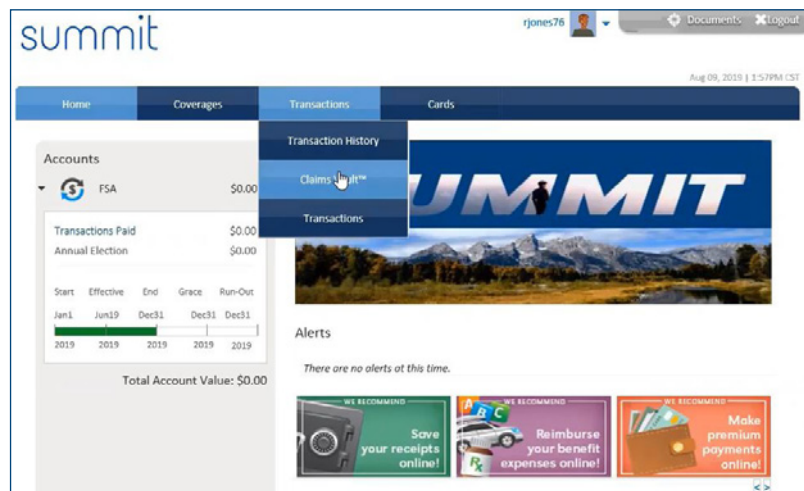 summit
rjones76
Documents
Logout
Aug 09, 2019 | 1:57PM CST
Home Coverages Transactions Cards
Transaction History
Claims Vault™
Transactions
Accounts
FSA $0.00
Transactions Paid $0.00
Annual Election $0.00
Start Effective End Grace Run-Out
Jan1 Jun19 Dec31 Dec31 Dec31
2019 2019 2019 2019 2019
Total Account Value: $0.00
SUMMIT
Alerts
There are no alerts at this time.
WE RECOMMEND
Save
your receipts
online!
WE RECOMMEND
A B C
Rx
Reimburse
your benefit
expenses online!
WE RECOMMEND
Make
premium
payments
online!
< >